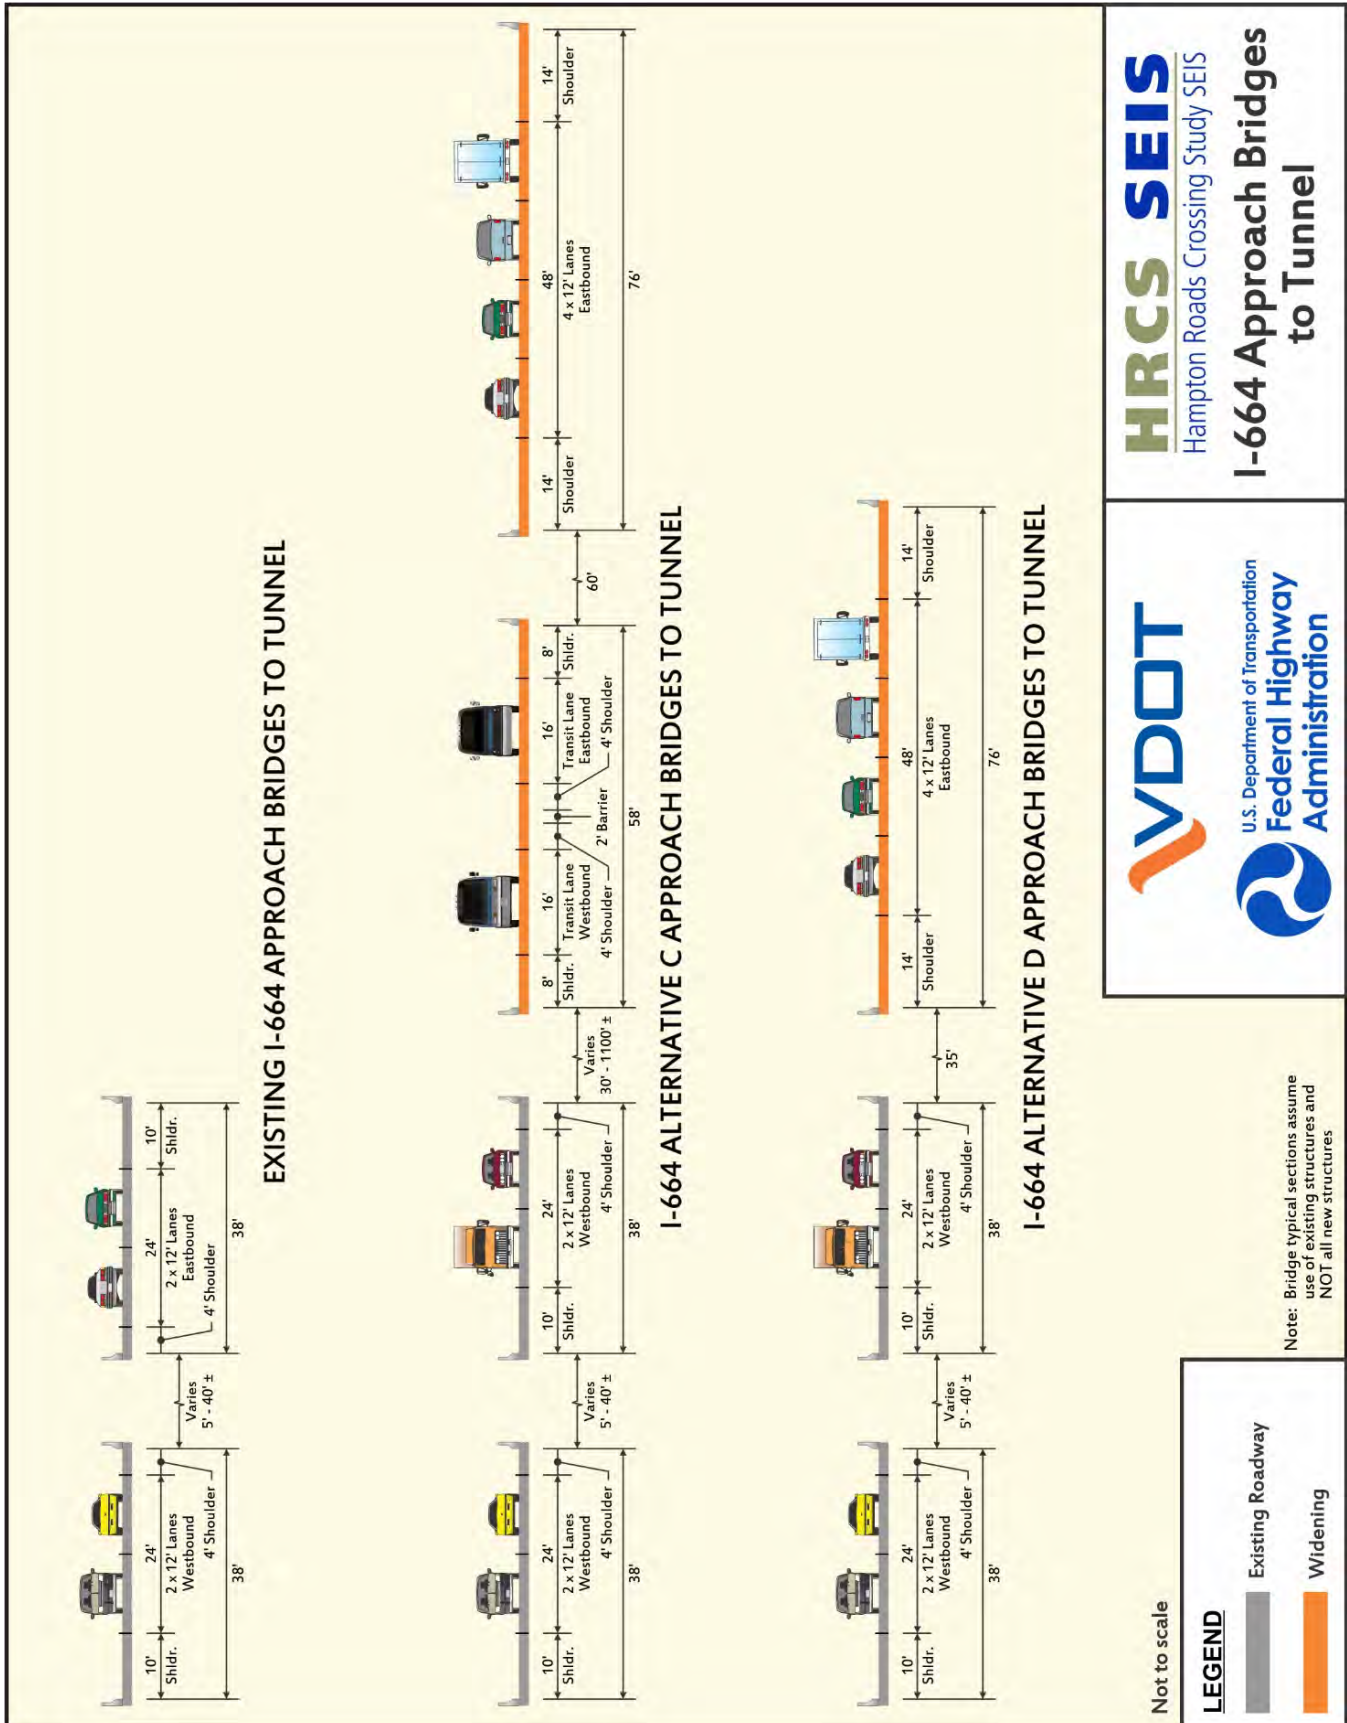 10'
Shldr.
24'
2 x 12' Lanes
Westbound
4' Shoulder
38'
Varies
5' - 40' ±
24'
2 x 12' Lanes
Eastbound
4' Shoulder
10'
Shldr.
38'
EXISTING I-664 APPROACH BRIDGES TO TUNNEL
10'
Shldr.
24'
2 x 12' Lanes
Westbound
4' Shoulder
38'
Varies
5' - 40' ±
10'
Shldr.
24'
2 x 12' Lanes
Westbound
4' Shoulder
38'
Varies
30' - 1100' ±
8'
Shldr.
16'
Transit Lane
Westbound
4' Shoulder
2' Barrier
16'
Transit Lane
Eastbound
4' Shoulder
8'
Shldr.
58'
60'
14'
Shoulder
48'
4 x 12' Lanes
Eastbound
14'
Shoulder
76'
I-664 ALTERNATIVE C APPROACH BRIDGES TO TUNNEL
10'
Shldr.
24'
2 x 12' Lanes
Westbound
4' Shoulder
38'
Varies
5' - 40' ±
10'
Shldr.
24'
2 x 12' Lanes
Westbound
4' Shoulder
38'
35'
14'
Shoulder
48'
4 x 12' Lanes
Eastbound
14'
Shoulder
76'
I-664 ALTERNATIVE D APPROACH BRIDGES TO TUNNEL
Not to scale
LEGEND
Existing Roadway
Widening
Note: Bridge typical sections assume
use of existing structures and
NOT all new structures
VDOT
U.S. Department of Transportation
Federal Highway
Administration
HRCS SEIS
Hampton Roads Crossing Study SEIS
I-664 Approach Bridges
to Tunnel